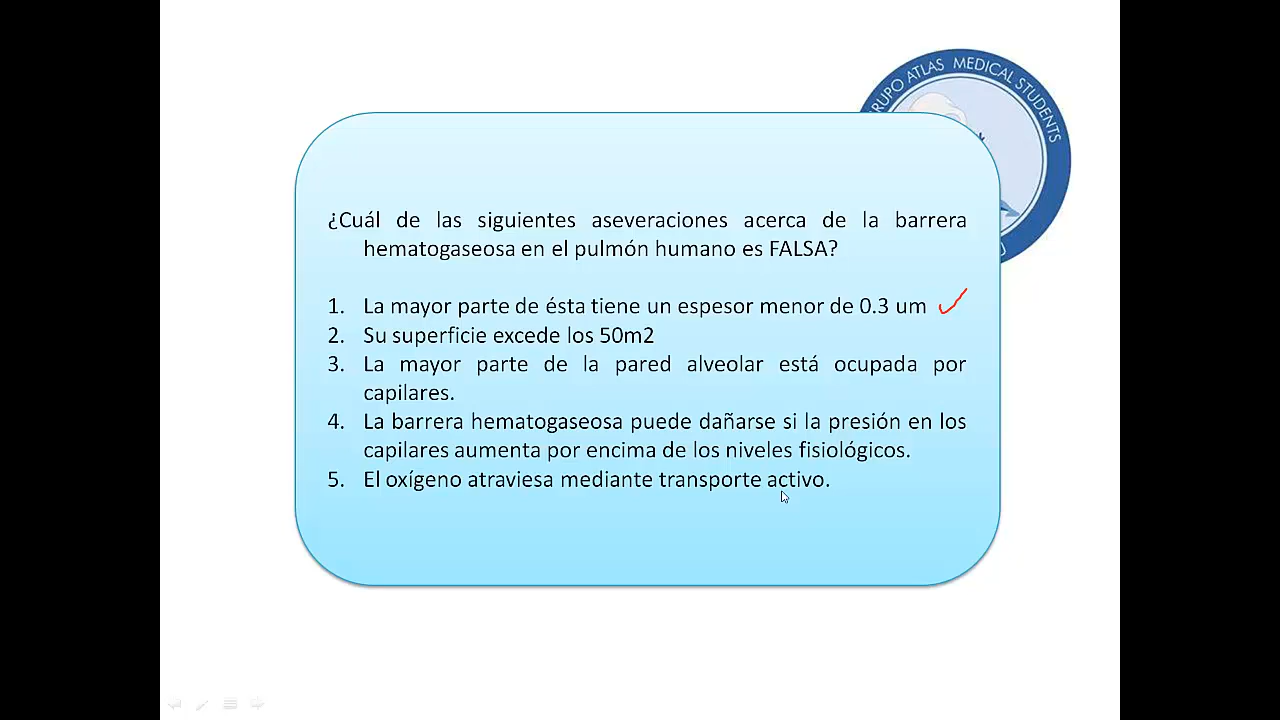 RUPO ATLAS MEDICAL STUDENTS
¿Cuál de las siguientes aseveraciones acerca de la barrera
hematogaseosa en el pulmón humano es FALSA?
1. La mayor parte de ésta tiene un espesor menor de 0.3 um
2. Su superficie excede los 50m2
3. La mayor parte de la pared alveolar está ocupada por
capilares.
4. La barrera hematogaseosa puede dañarse si la presión en los
capilares aumenta por encima de los niveles fisiológicos.
5. El oxígeno atraviesa mediante transporte activo.